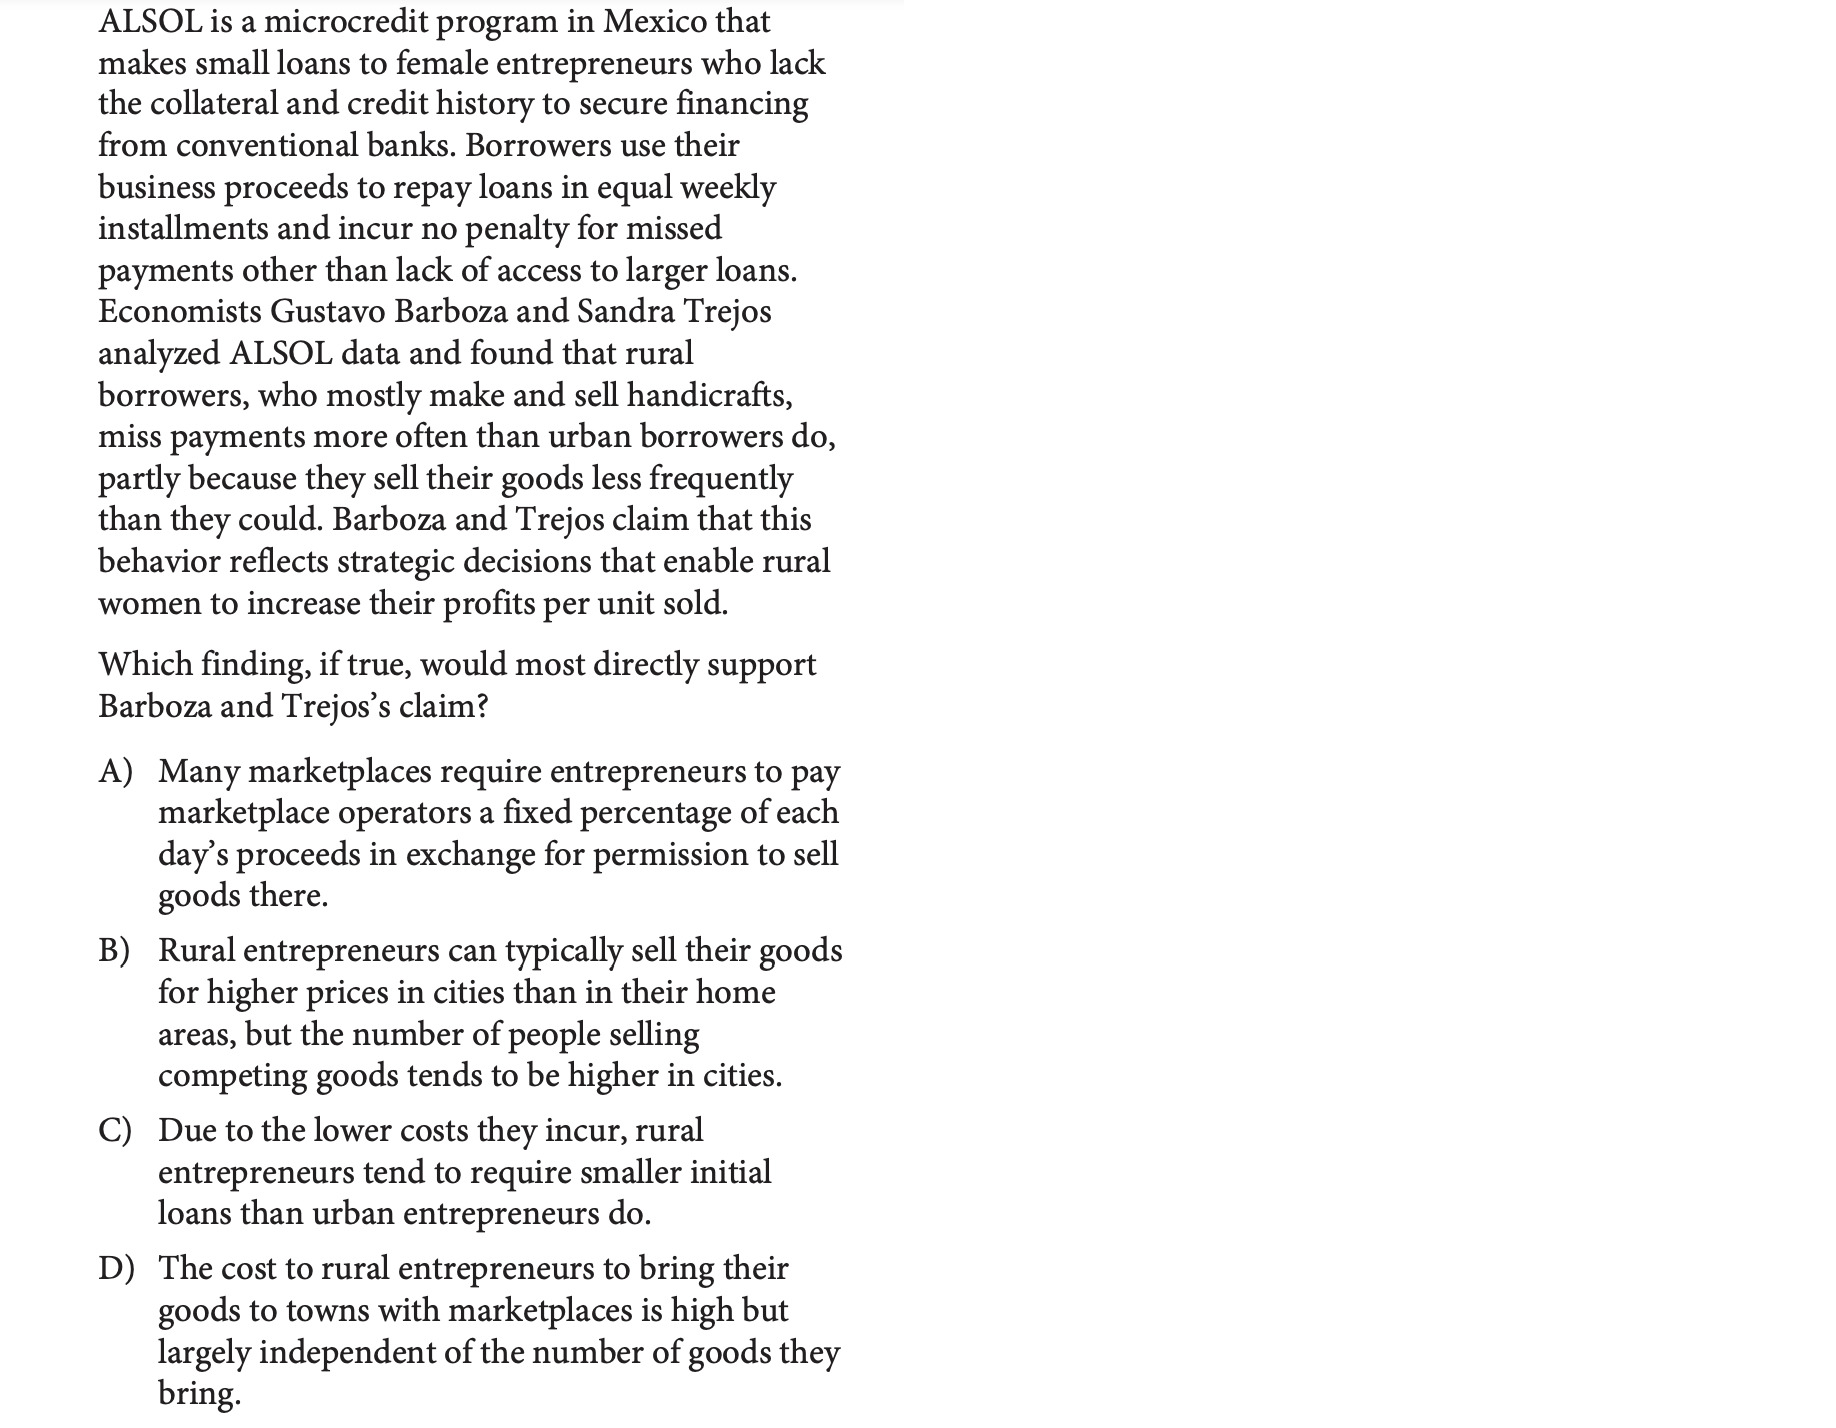 ALSOL is a microcredit program in Mexico that
makes small loans to female entrepreneurs who lack
the collateral and credit history to secure financing
from conventional banks. Borrowers use their
business proceeds to repay loans in equal weekly
installments and incur no penalty for missed
payments other than lack of access to larger loans.
Economists Gustavo Barboza and Sandra Trejos
analyzed ALSOL data and found that rural
borrowers, who mostly make and sell handicrafts,
miss payments more often than urban borrowers do,
partly because they sell their goods less frequently
than they could. Barboza and Trejos claim that this
behavior reflects strategic decisions that enable rural
women to increase their profits per unit sold.
Which finding, if true, would most directly support
Barboza and Trejos’s claim?
A) Many marketplaces require entrepreneurs to pay
marketplace operators a fixed percentage of each
day’s proceeds in exchange for permission to sell
goods there.
B) Rural entrepreneurs can typically sell their goods
for higher prices in cities than in their home
areas, but the number of people selling
competing goods tends to be higher in cities.
C) Due to the lower costs they incur, rural
entrepreneurs tend to require smaller initial
loans than urban entrepreneurs do.
D) The cost to rural entrepreneurs to bring their
goods to towns with marketplaces is high but
largely independent of the number of goods they
bring.